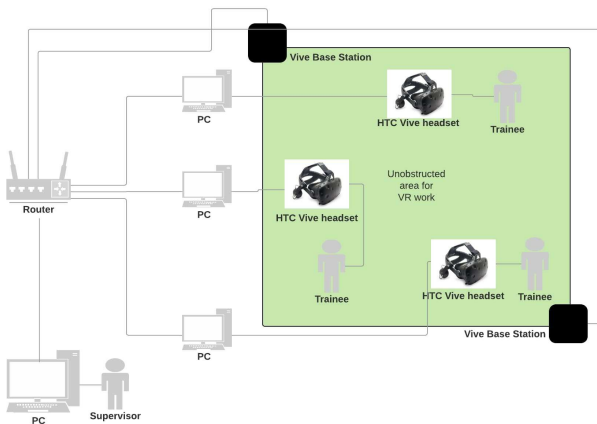 Vive Base Station
PC
HTC Vive headset
Trainee
Unobstructed
area for
VR work
Router
PC
HTC Vive headset
Trainee
HTC Vive headset
Trainee
PC
Vive Base Station
PC
Supervisor